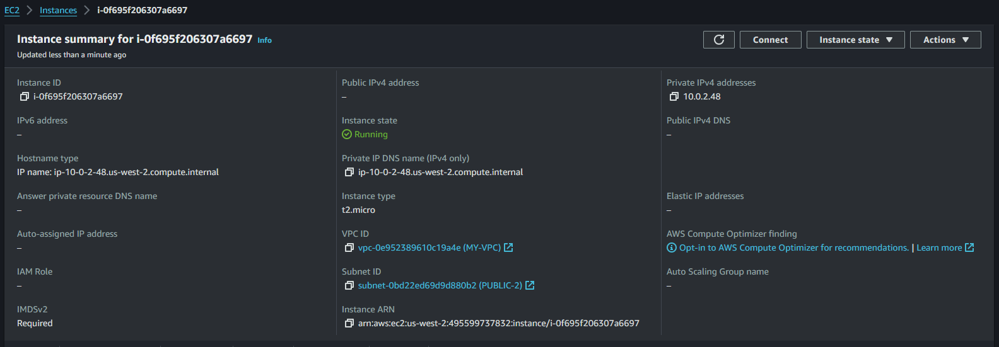 EC2 > Instances > i-0f695f206307a6697
Instance summary for i-0f695f206307a6697 Info
Updated less than a minute ago
Connect
Instance state
Actions
Instance ID
i-0f695f206307a6697
Public IPv4 address
–
Private IPv4 addresses
10.0.2.48
IPv6 address
–
Instance state
Running
Public IPv4 DNS
–
Hostname type
IP name: ip-10-0-2-48.us-west-2.compute.internal
Private IP DNS name (IPv4 only)
ip-10-0-2-48.us-west-2.compute.internal
Answer private resource DNS name
–
Instance type
t2.micro
Elastic IP addresses
–
Auto-assigned IP address
–
VPC ID
vpc-0e952389610c19a4e (MY-VPC)
AWS Compute Optimizer finding
Opt-in to AWS Compute Optimizer for recommendations. | Learn more
IAM Role
–
Subnet ID
subnet-0bd22ed69d9d880b2 (PUBLIC-2)
Auto Scaling Group name
–
IMDSv2
Required
Instance ARN
arn:aws:ec2:us-west-2:495599737832:instance/i-0f695f206307a6697